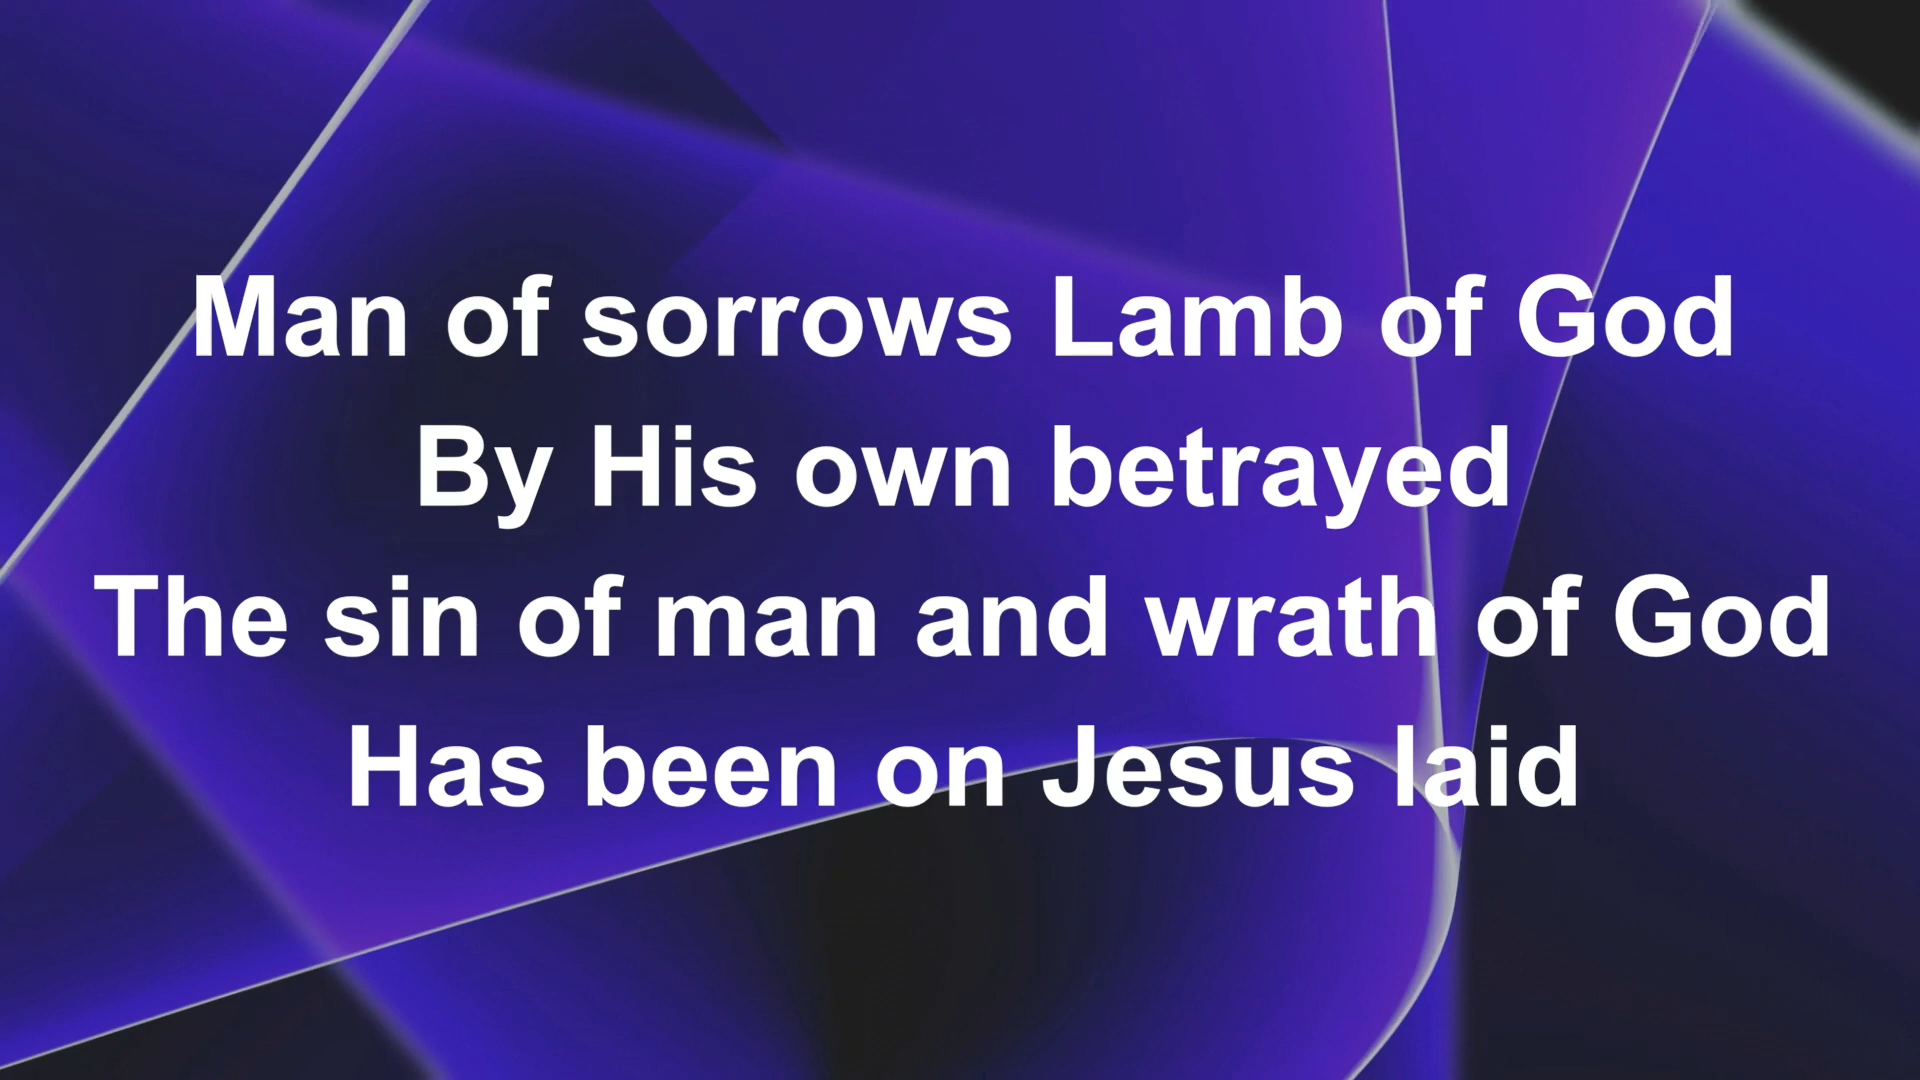 Man of sorrows Lamb of God
By His own betrayed
The sin of man and wrath of God
Has been on Jesus laid